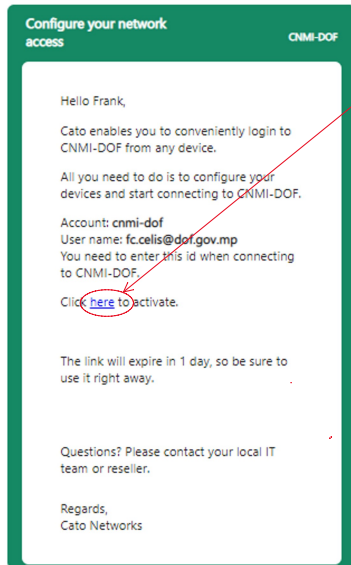 Configure your network
access
CNMI-DOF
Hello Frank,
Cato enables you to conveniently login to
CNMI-DOF from any device.
All you need to do is to configure your
devices and start connecting to CNMI-DOF.
Account: cnmi-dof
User name: fc.celis@dof.gov.mp
You need to enter this id when connecting
to CNMI-DOF.
Click here to activate.
The link will expire in 1 day, so be sure to
use it right away.
Questions? Please contact your local IT
team or reseller.
Regards,
Cato Networks